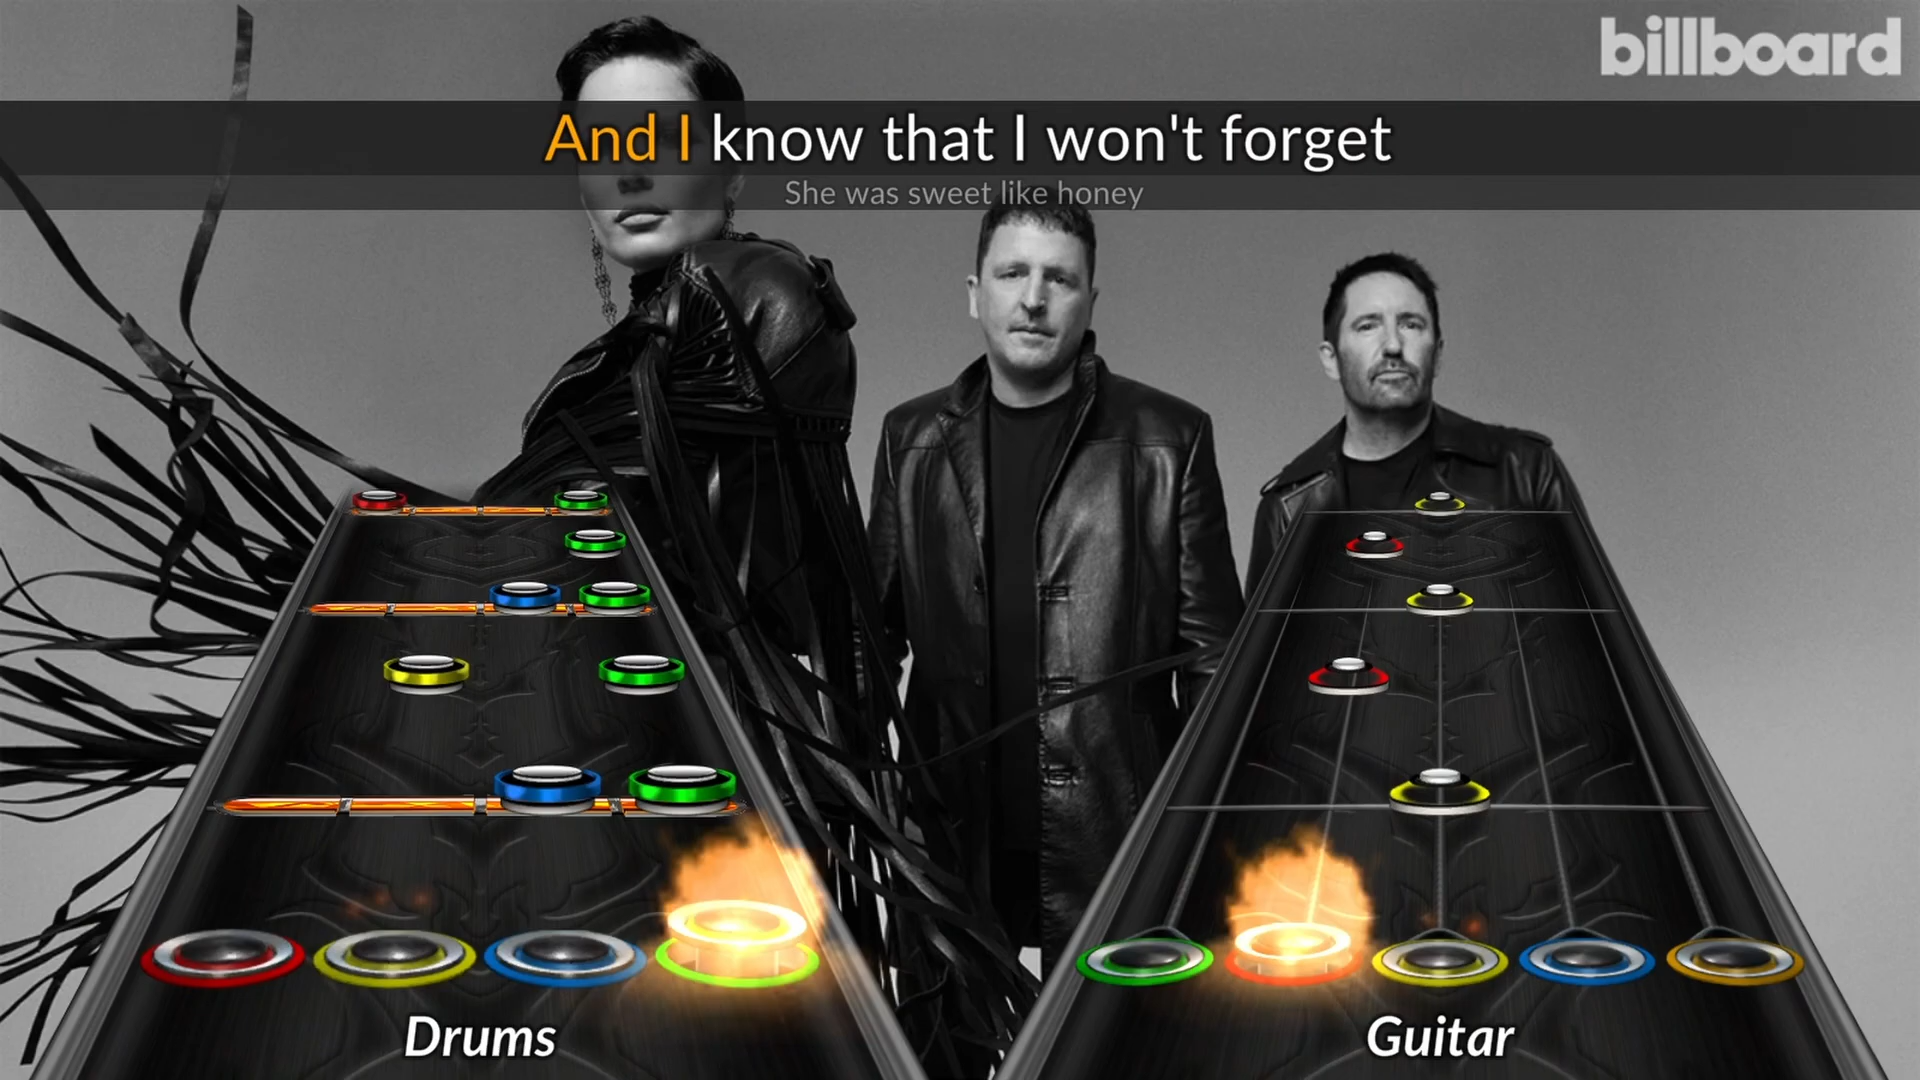 billboard
And I know that I won't forget
She was sweet like honey
Drums
Guitar